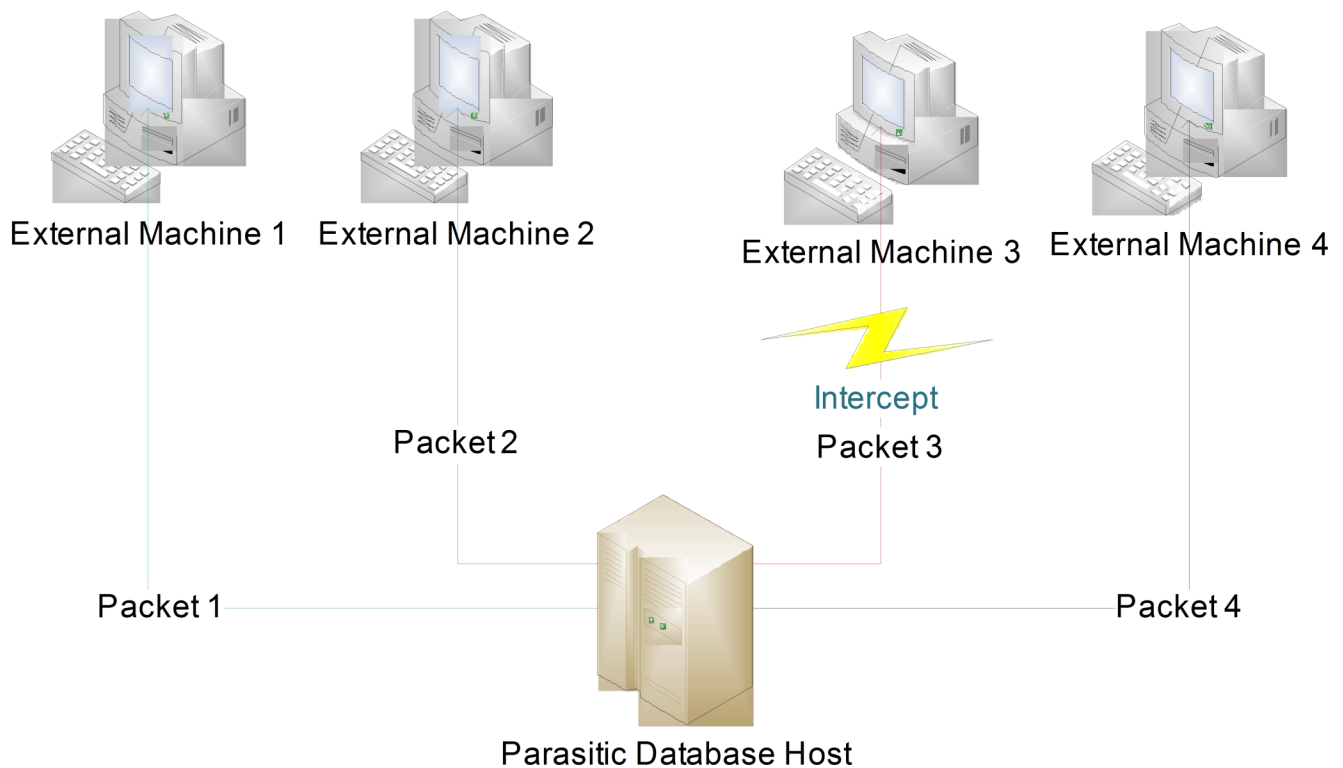 External Machine 1
External Machine 2
External Machine 3
External Machine 4
Intercept
Packet 2
Packet 3
Packet 1
Packet 4
Parasitic Database Host